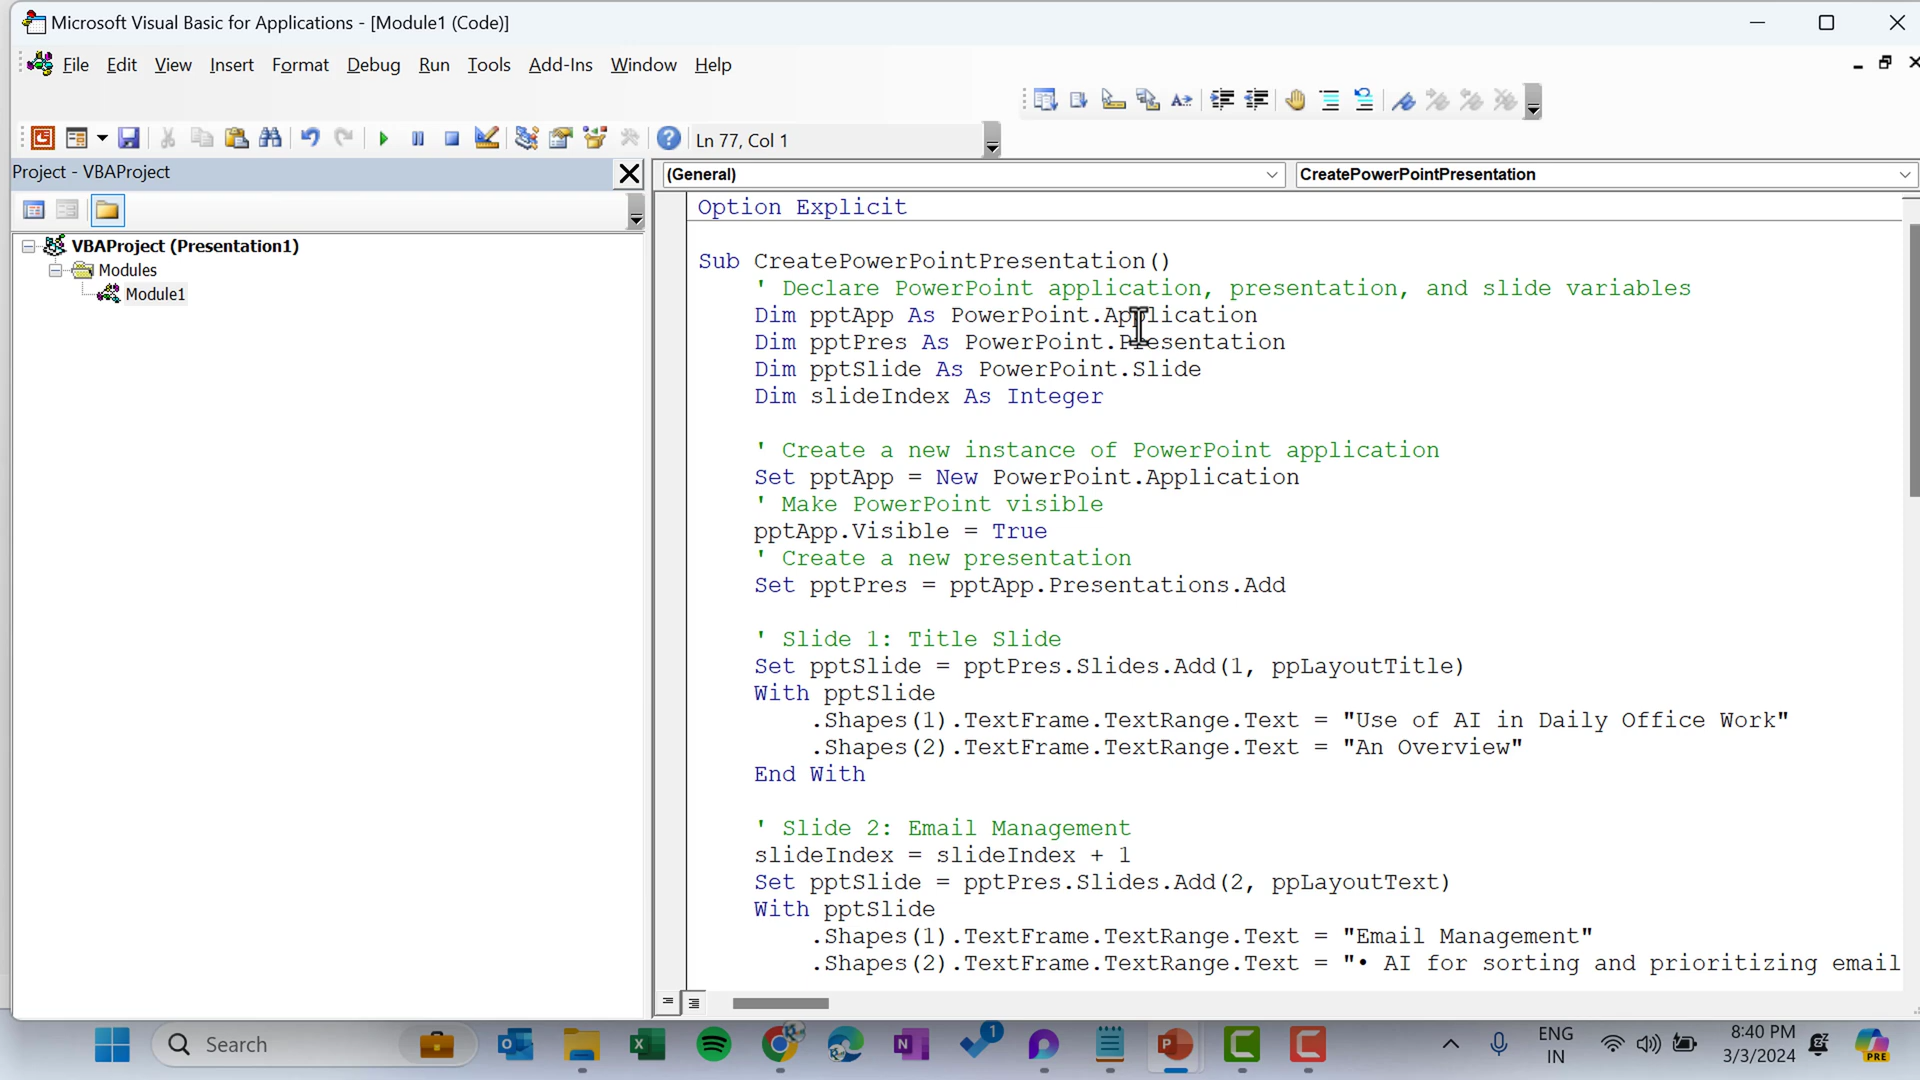 Microsoft Visual Basic for Applications - [Module1 (Code)]
File Edit View Insert Format Debug Run Tools Add-Ins Window Help
Ln 77, Col 1
Project - VBAProject
(General)
CreatePowerPointPresentation
VBAProject (Presentation1)
Modules
Module1
Option Explicit
Sub CreatePowerPointPresentation()
' Declare PowerPoint application, presentation, and slide variables
Dim pptApp As PowerPoint.Application
Dim pptPres As PowerPoint.Presentation
Dim pptSlide As PowerPoint.Slide
Dim slideIndex As Integer
' Create a new instance of PowerPoint application
Set pptApp = New PowerPoint.Application
' Make PowerPoint visible
pptApp.Visible = True
' Create a new presentation
Set pptPres = pptApp.Presentations.Add
' Slide 1: Title Slide
Set pptSlide = pptPres.Slides.Add(1, ppLayoutTitle)
With pptSlide
.Shapes(1).TextFrame.TextRange.Text = "Use of AI in Daily Office Work"
.Shapes(2).TextFrame.TextRange.Text = "An Overview"
End With
' Slide 2: Email Management
slideIndex = slideIndex + 1
Set pptSlide = pptPres.Slides.Add(2, ppLayoutText)
With pptSlide
.Shapes(1).TextFrame.TextRange.Text = "Email Management"
.Shapes(2).TextFrame.TextRange.Text = "• AI for sorting and prioritizing email
Search
1
ENG
IN
8:40 PM
3/3/2024
PRE